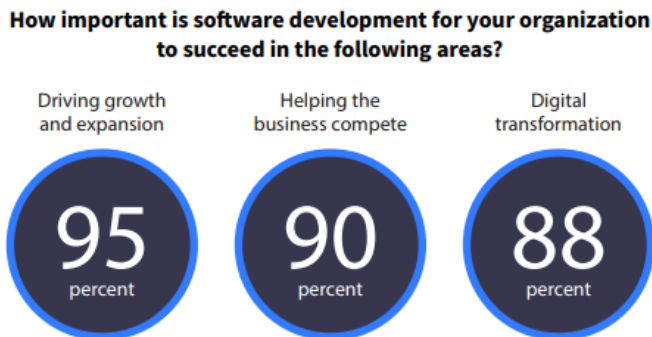 How important is software development for your organization
to succeed in the following areas?
Driving growth
and expansion
95
percent
Helping the
business compete
90
percent
Digital
transformation
88
percent